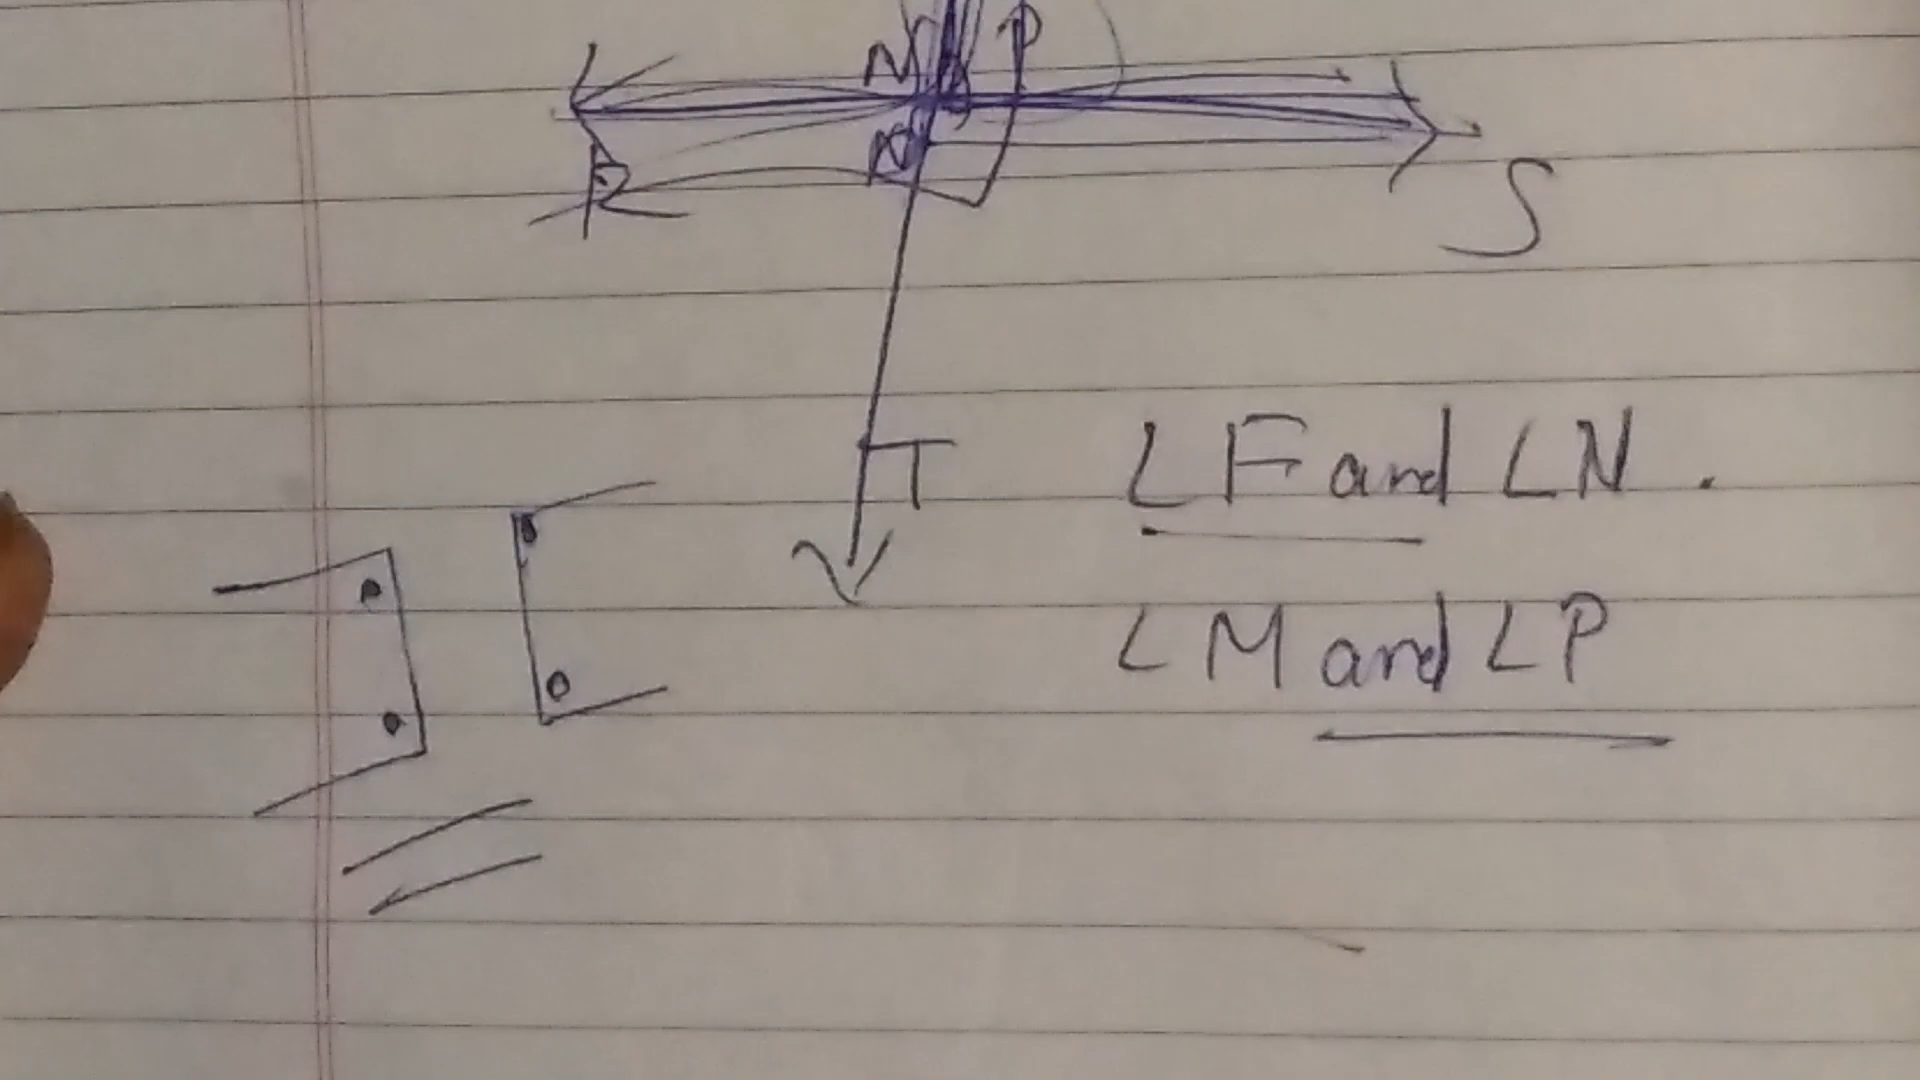 M P
N
R
S
T
∠F and ∠N.
∠M and ∠P